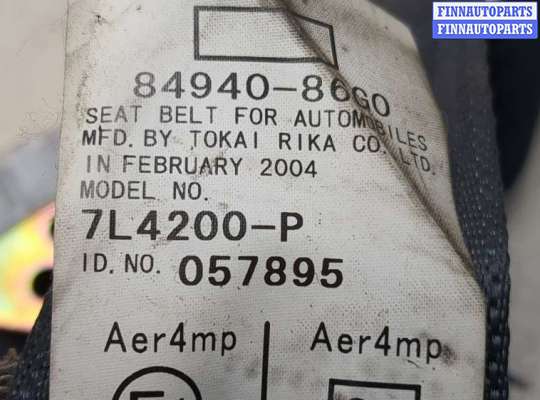 FINNAUTOPARTS
FINNAUTOPARTS
84940-86G0
SEAT BELT FOR AUTOMOBILES
MFD. BY TOKAI RIKA CO. LTD.
IN FEBRUARY 2004
MODEL NO.
7L4200-P
ID. NO. 057895
Aer4mp Aer4mp